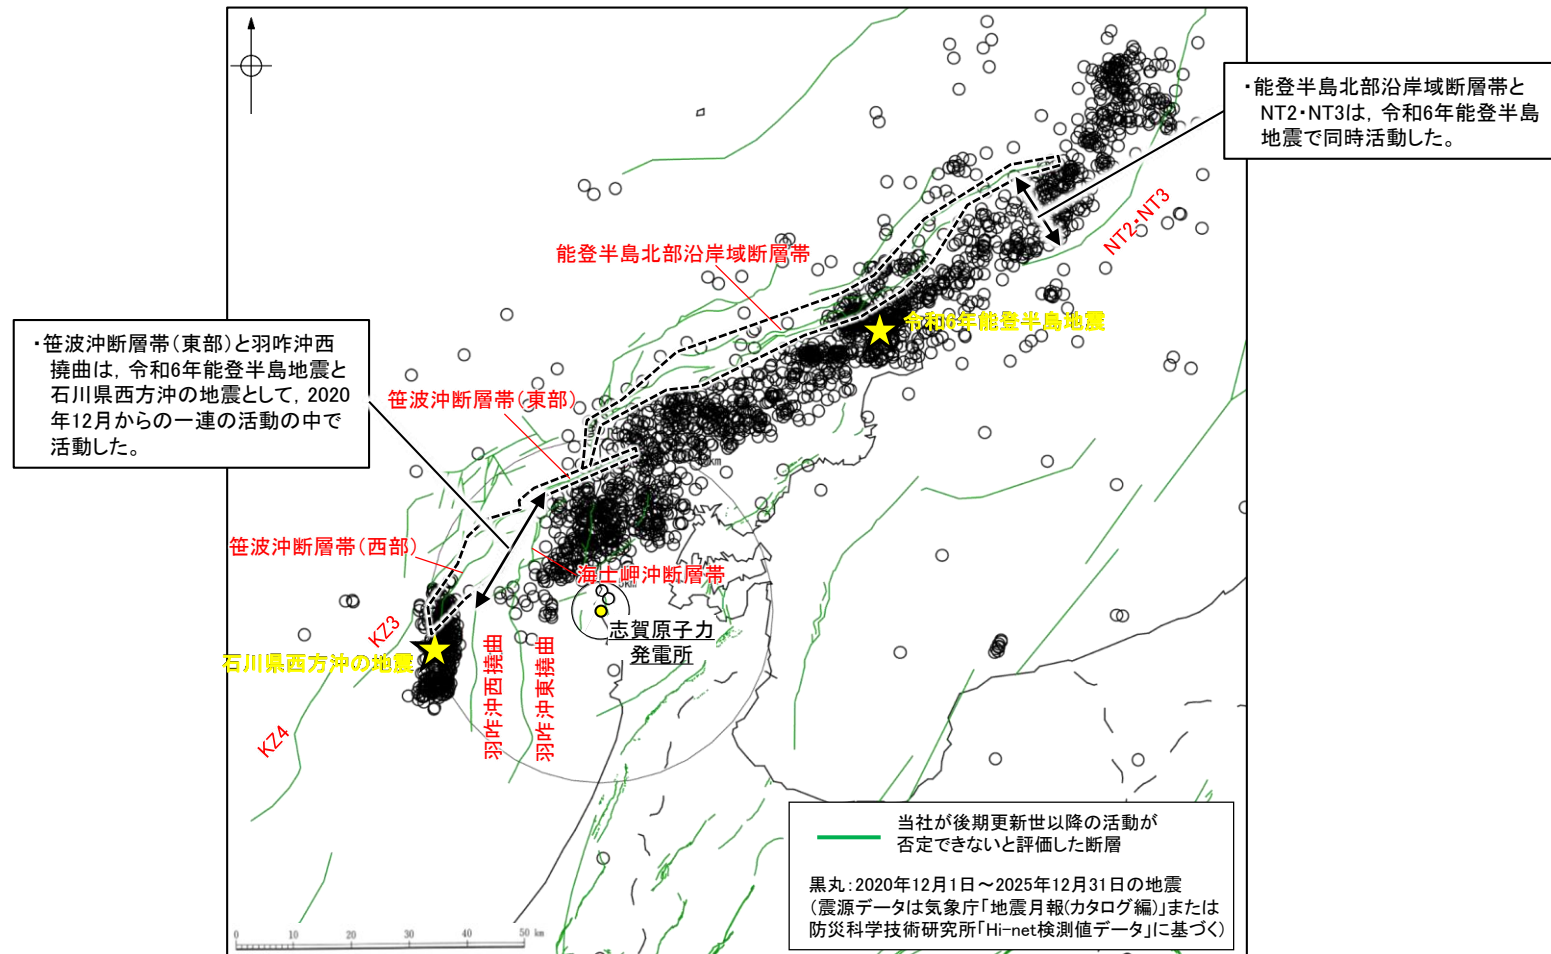 ・能登半島北部沿岸域断層帯と
NT2・NT3は，令和6年能登半島
地震で同時活動した。
NT2・NT3
能登半島北部沿岸域断層帯
令和6年能登半島地震
・笹波沖断層帯（東部）と羽咋沖西
撓曲は，令和6年能登半島地震と
石川県西方沖の地震として，2020
年12月からの一連の活動の中で
活動した。
笹波沖断層帯（東部）
笹波沖断層帯（西部）
海士岬沖断層帯
志賀原子力
発電所
KZ3
石川県西方沖の地震
羽咋沖西撓曲
羽咋沖東撓曲
KZ4
当社が後期更新世以降の活動が
否定できないと評価した断層
黒丸：2020年12月1日～2025年12月31日の地震
（震源データは気象庁「地震月報(カタログ編)」または
防災科学技術研究所「Hi-net検測値データ」に基づく）
0 10 20 30 40 50 km